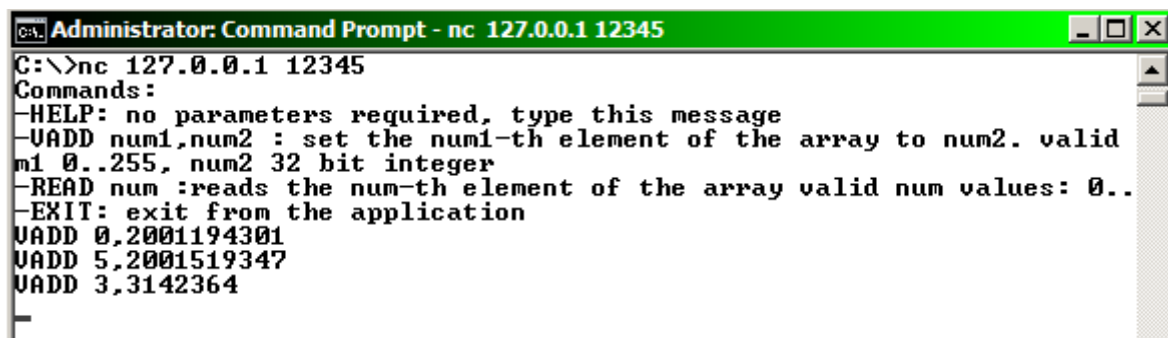 Administrator: Command Prompt - nc 127.0.0.1 12345
C:\>nc 127.0.0.1 12345
Commands:
-HELP: no parameters required, type this message
-VADD num1,num2 : set the num1-th element of the array to num2. valid
m1 0..255, num2 32 bit integer
-READ num :reads the num-th element of the array valid num values: 0..
-EXIT: exit from the application
VADD 0,2001194301
VADD 5,2001519347
VADD 3,3142364